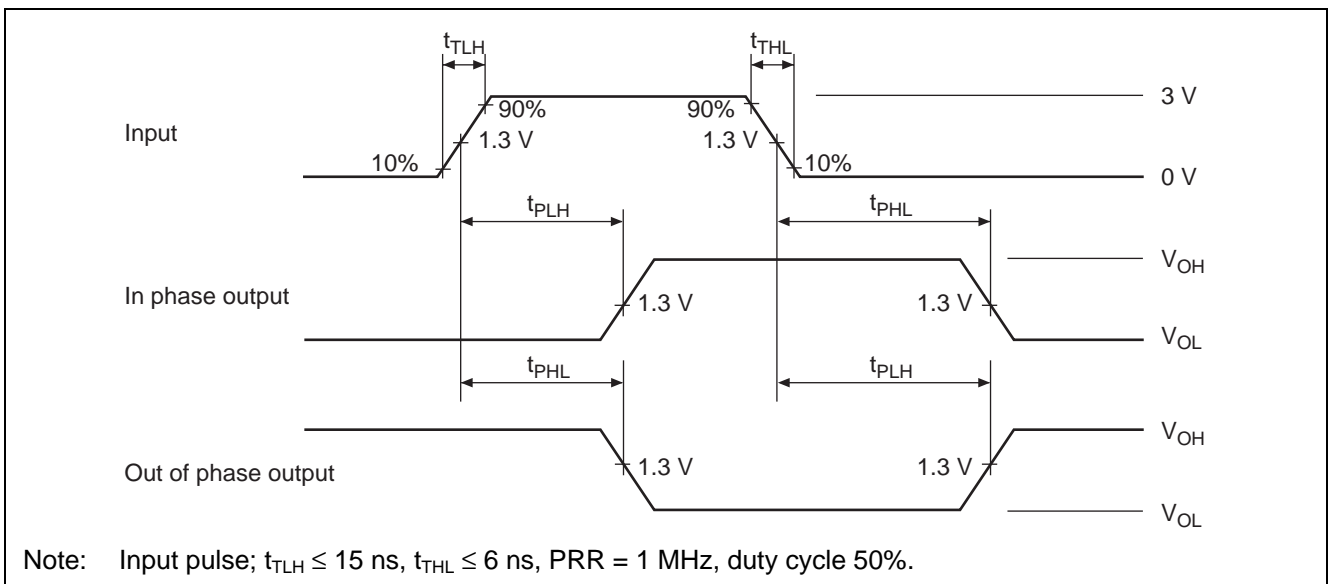 tTLH tTHL
90% 90% 3 V
Input 1.3 V 1.3 V
10% 10%
0 V
tPLH tPHL
VOH
In phase output 1.3 V 1.3 V
VOL
tPHL tPLH
VOH
Out of phase output 1.3 V 1.3 V
VOL
Note: Input pulse; tTLH ≤ 15 ns, tTHL ≤ 6 ns, PRR = 1 MHz, duty cycle 50%.